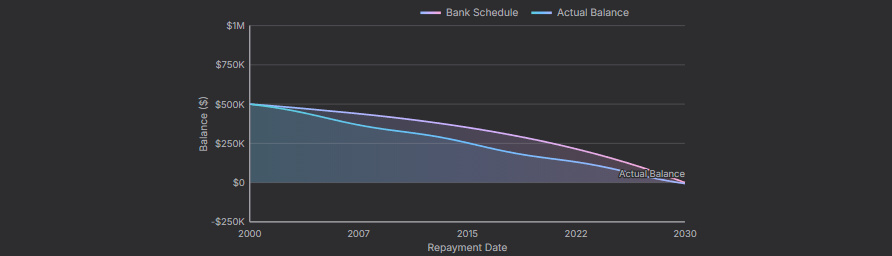 Bank Schedule
Actual Balance
$1M
$750K
$500K
$250K
$0
-$250K
Balance ($)
Actual Balance
2000
2007
2015
2022
2030
Repayment Date